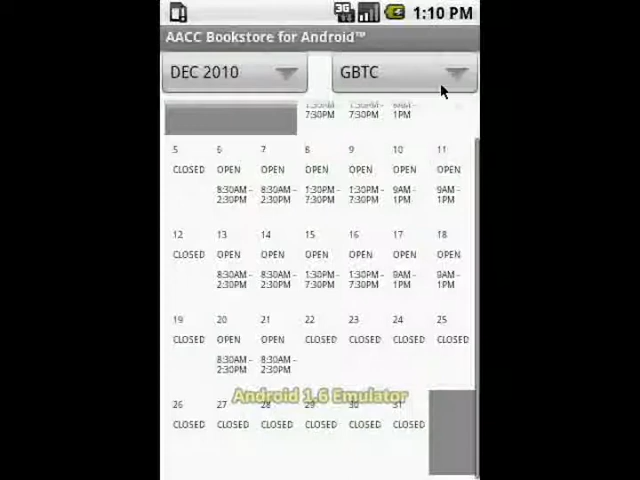 3G
1:10 PM
AACC Bookstore for Android™
DEC 2010 GBTC
7:30PM 7:30PM 1PM
5 6 7 8 9 10 11
CLOSED OPEN OPEN OPEN OPEN OPEN OPEN
8:30AM - 8:30AM - 1:30PM - 1:30PM - 9AM - 9AM -
2:30PM 2:30PM 7:30PM 7:30PM 1PM 1PM
12 13 14 15 16 17 18
CLOSED OPEN OPEN OPEN OPEN OPEN OPEN
8:30AM - 8:30AM - 1:30PM - 1:30PM - 9AM - 9AM -
2:30PM 2:30PM 7:30PM 7:30PM 1PM 1PM
19 20 21 22 23 24 25
CLOSED OPEN OPEN CLOSED CLOSED CLOSED CLOSED
8:30AM - 8:30AM -
2:30PM 2:30PM
Android 1.6 Emulator
26 27 28 29 30 31
CLOSED CLOSED CLOSED CLOSED CLOSED CLOSED